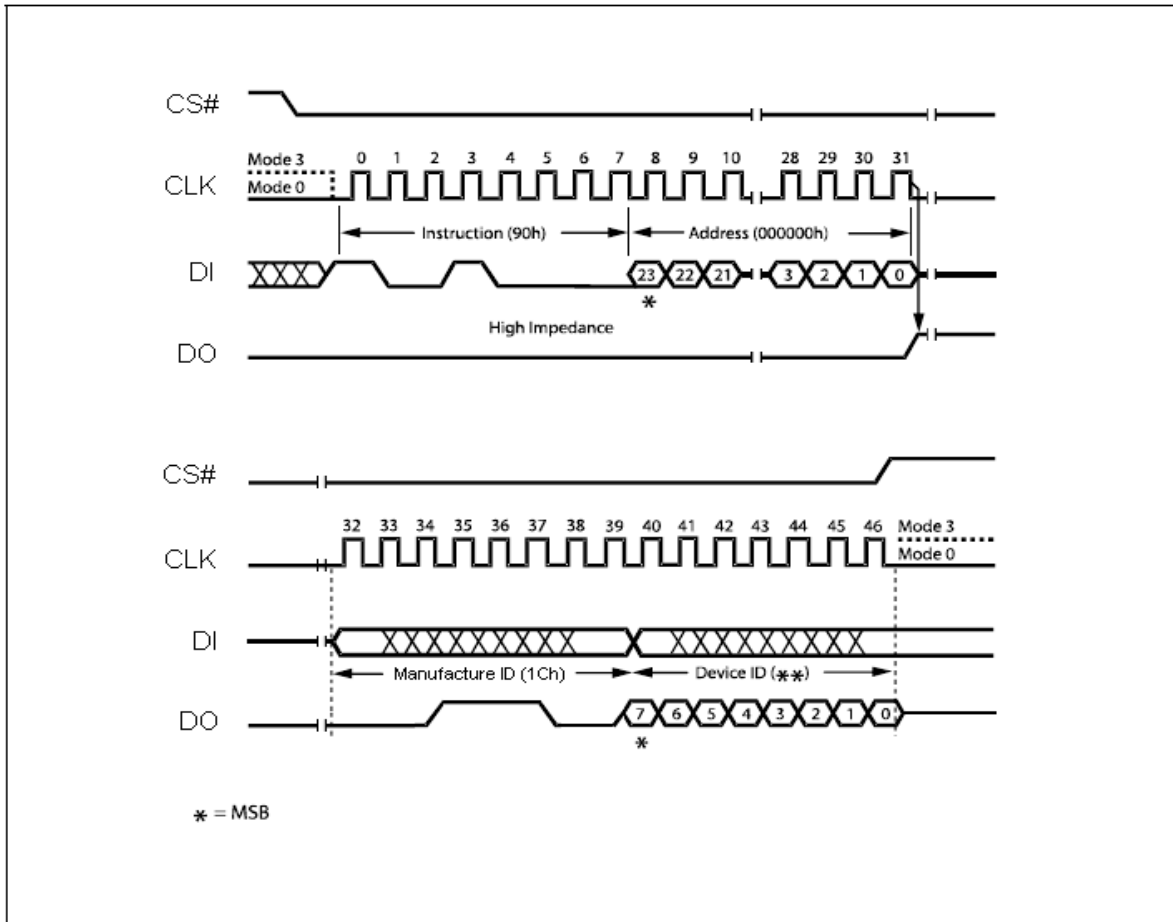 CS#
0 1 2 3 4 5 6 7 8 9 10 28 29 30 31
Mode 3
CLK
Mode 0
Instruction (90h) Address (000000h)
DI
23 22 21 3 2 1 0
*
High Impedance
DO
CS#
32 33 34 35 36 37 38 39 40 41 42 43 44 45 46
Mode 3
CLK
Mode 0
DI
Manufacture ID (1Ch) Device ID (**)
DO
7 6 5 4 3 2 1 0
*
* = MSB